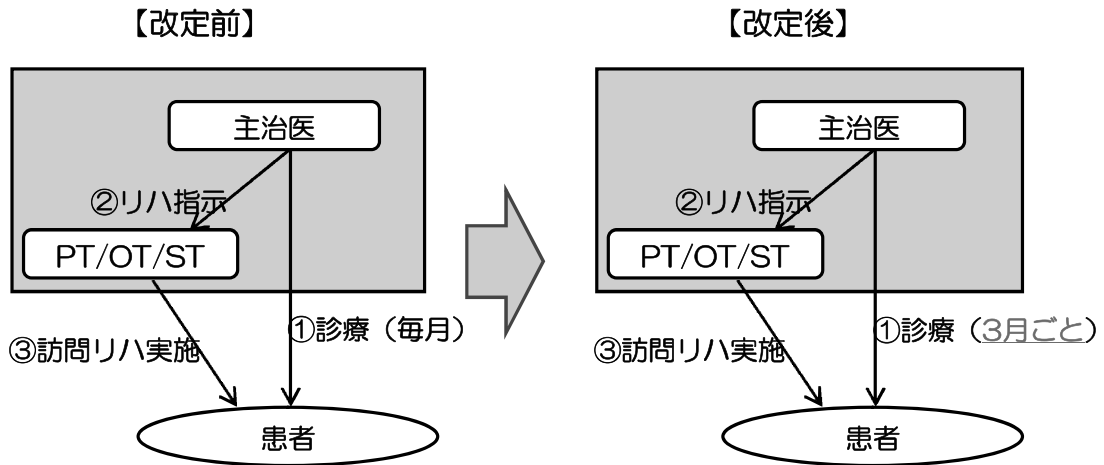 【改定前】
主治医
②リハ指示
PT/OT/ST
①診療（毎月）
③訪問リハ実施
患者
【改定後】
主治医
②リハ指示
PT/OT/ST
①診療（3月ごと）
③訪問リハ実施
患者